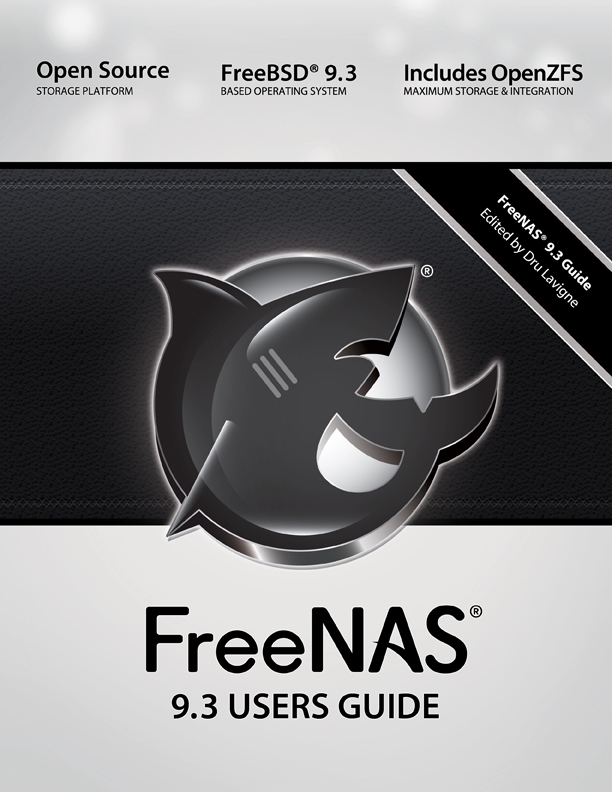 Open Source
STORAGE PLATFORM
FreeBSD® 9.3
BASED OPERATING SYSTEM
Includes OpenZFS
MAXIMUM STORAGE & INTEGRATION
FreeNAS® 9.3 Guide
Edited by Dru Lavigne
®
FreeNAS®
9.3 USERS GUIDE